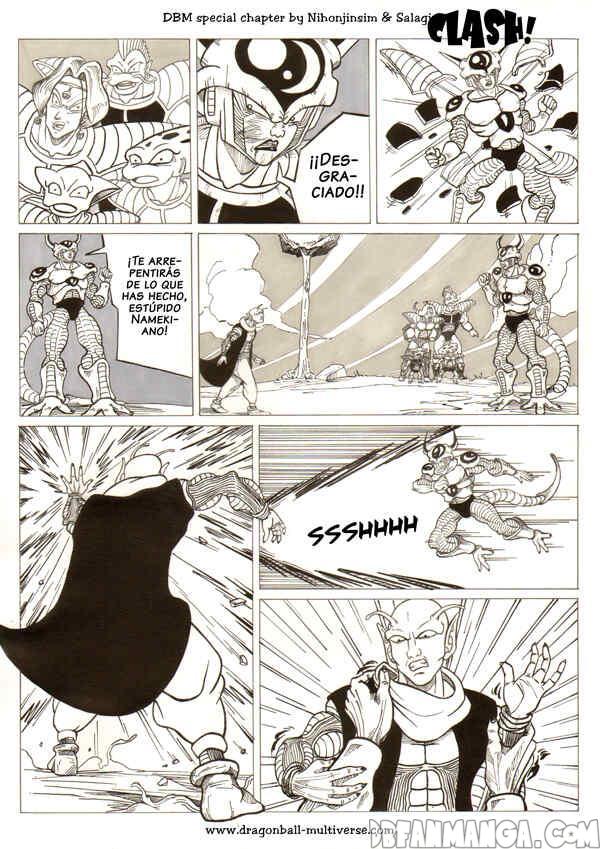 DBM special chapter by Nihonjinsim & Salagir
CLASH!
¡¡DES-
GRA-
CIADO!!
¡TE ARRE-
PENTIRÁS
DE LO QUE
HAS HECHO,
ESTÚPIDO
NAMEKI-
ANO!
SSSHHHH
www.dragonball-multiverse.com
DBFANMANGA.COM